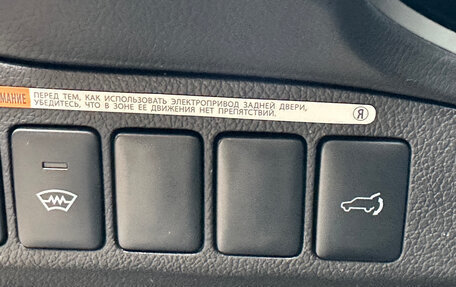 МАНИЕ ПЕРЕД ТЕМ, КАК ИСПОЛЬЗОВАТЬ ЭЛЕКТРОПРИВОД ЗАДНЕЙ ДВЕРИ,
УБЕДИТЕСЬ, ЧТО В ЗОНЕ ЕЕ ДВИЖЕНИЯ НЕТ ПРЕПЯТСТВИЙ.
Я